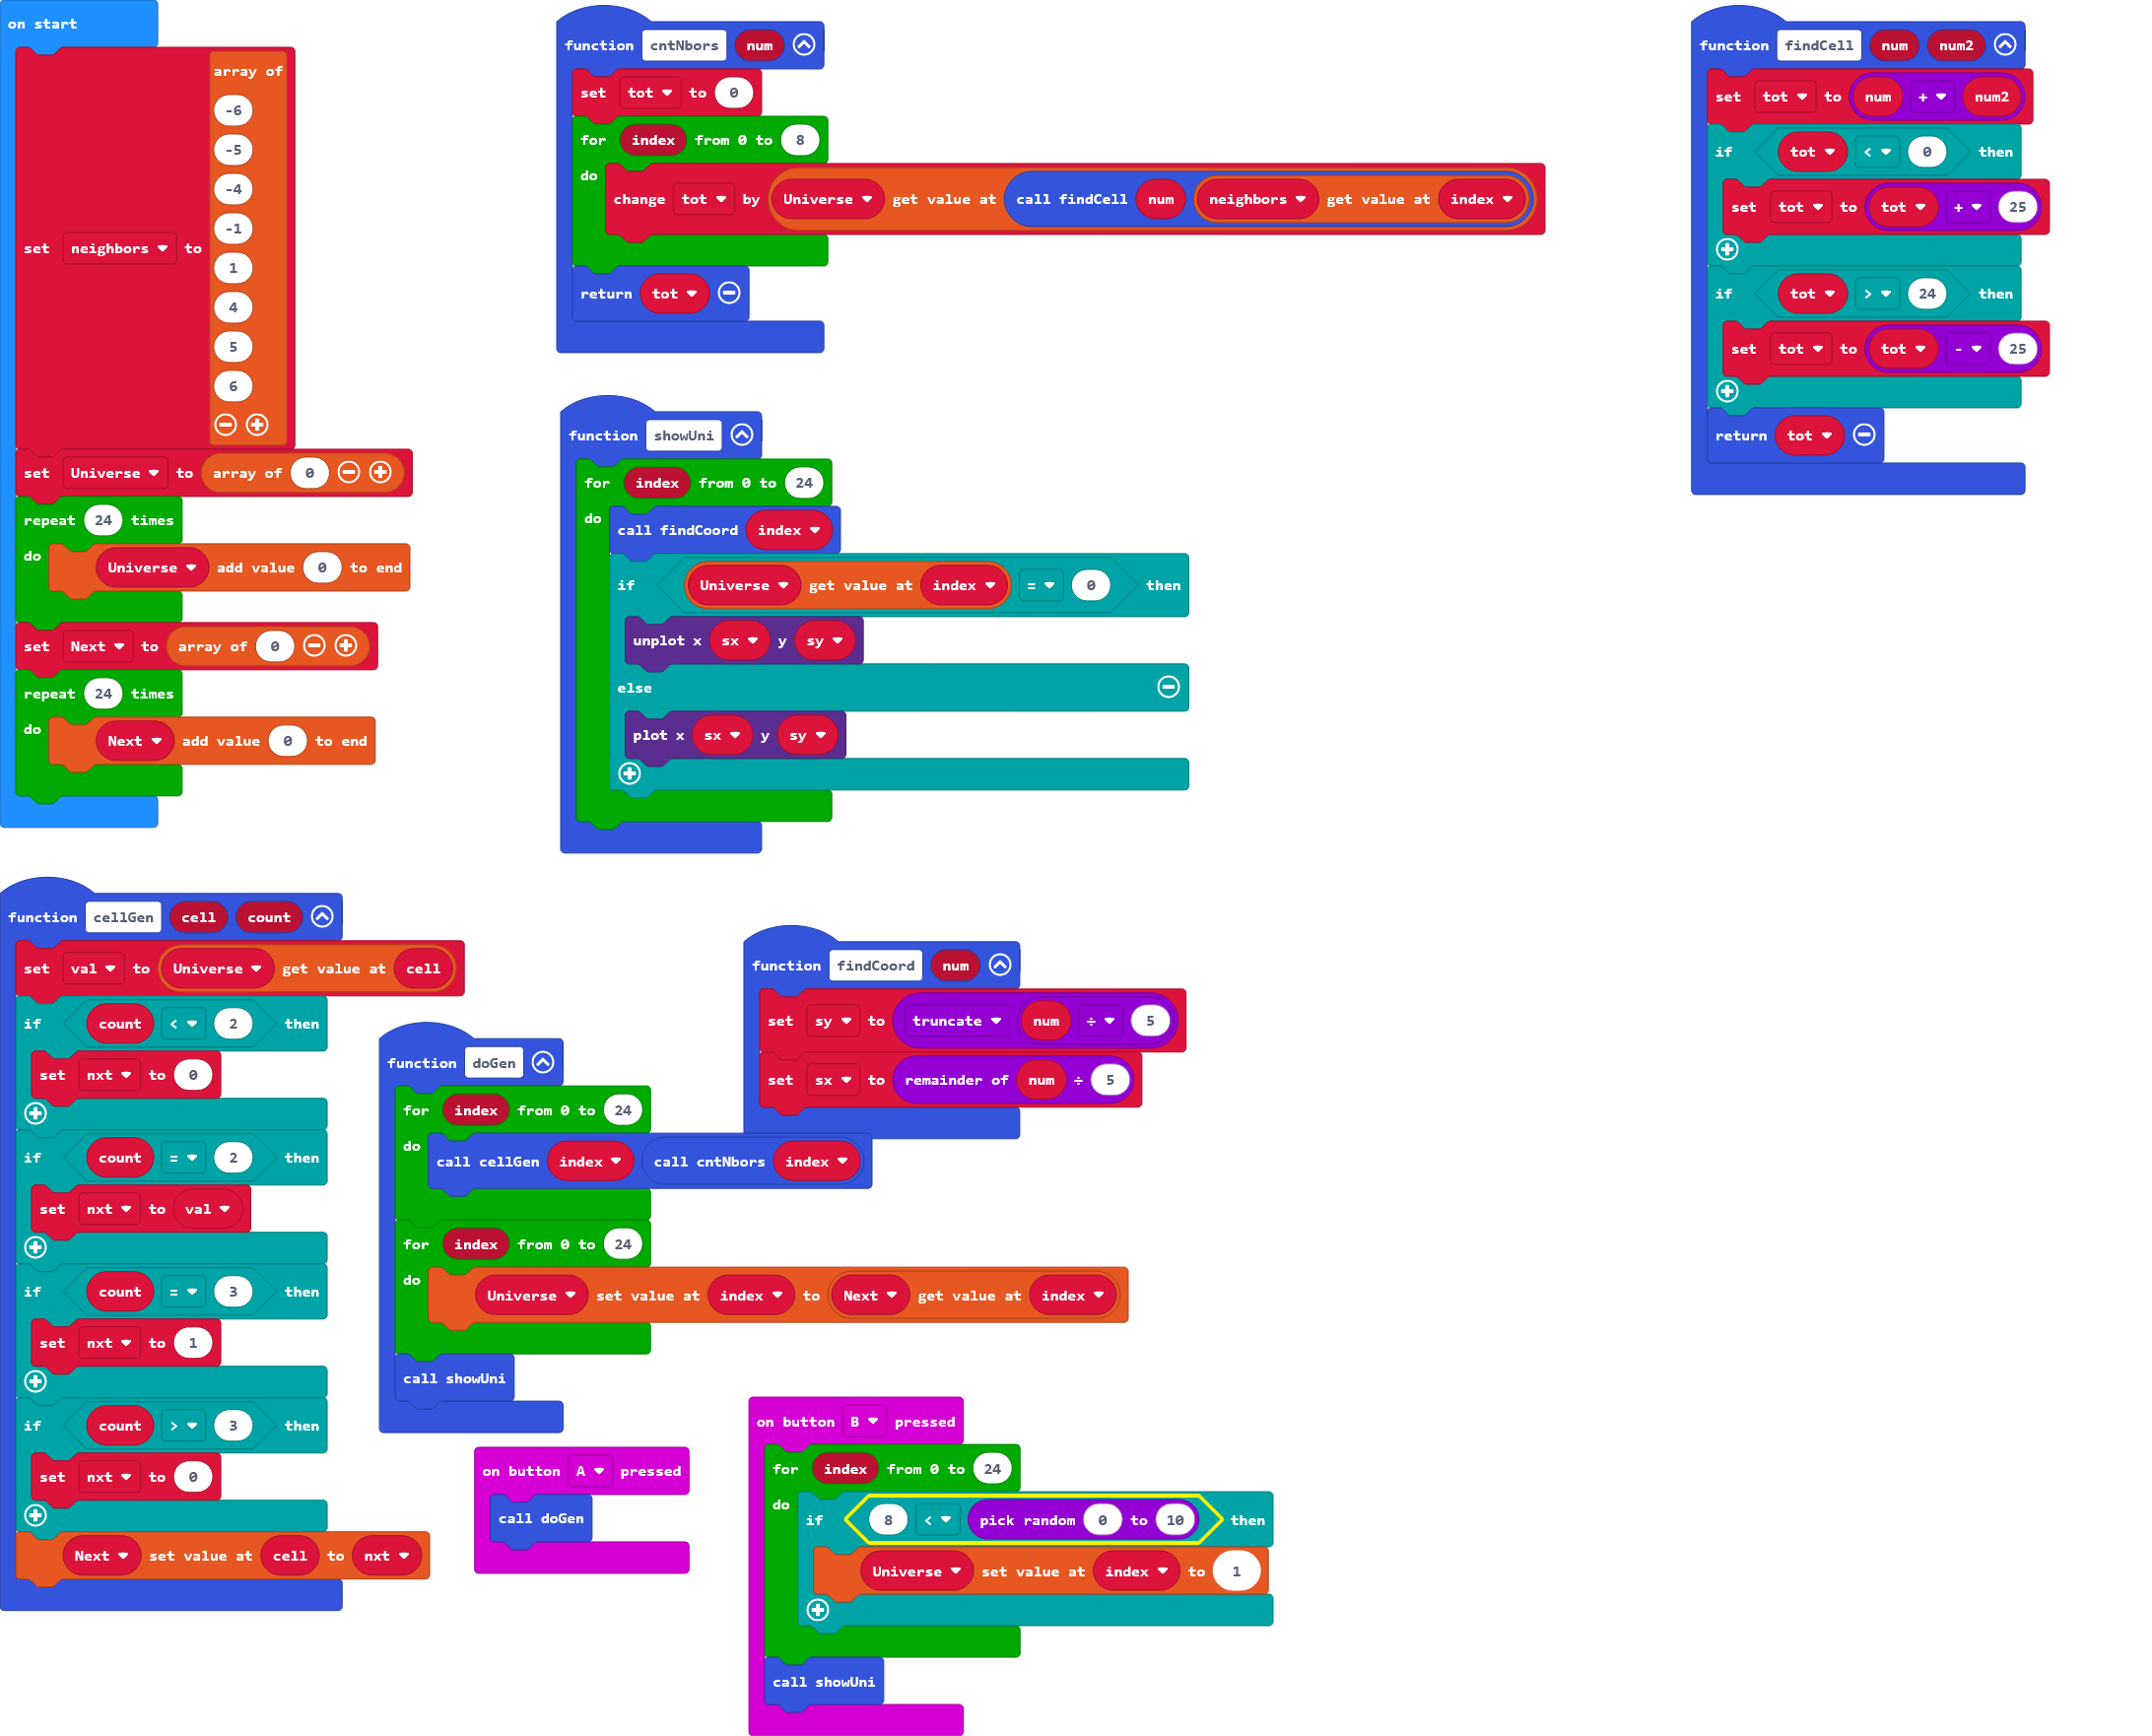 on start
set neighbors to array of
-6
-5
-4
-1
1
4
5
6
set Universe to array of 0
repeat 24 times
do Universe add value 0 to end
set Next to array of 0
repeat 24 times
do Next add value 0 to end
function cntNbors num
set tot to 0
for index from 0 to 8
do change tot by Universe get value at call findCell num neighbors get value at index
return tot
function showUni
for index from 0 to 24
do call findCoord index
if Universe get value at index = 0 then
unplot x sx y sy
else
plot x sx y sy
function findCell num num2
set tot to num + num2
if tot < 0 then
set tot to tot + 25
if tot > 24 then
set tot to tot - 25
return tot
function cellGen cell count
set val to Universe get value at cell
if count < 2 then
set nxt to 0
if count = 2 then
set nxt to val
if count = 3 then
set nxt to 1
if count > 3 then
set nxt to 0
Next set value at cell to nxt
function doGen
for index from 0 to 24
do call cellGen index call cntNbors index
for index from 0 to 24
do Universe set value at index to Next get value at index
call showUni
function findCoord num
set sy to truncate num ÷ 5
set sx to remainder of num ÷ 5
on button A pressed
call doGen
on button B pressed
for index from 0 to 24
do if 8 < pick random 0 to 10 then
Universe set value at index to 1
call showUni